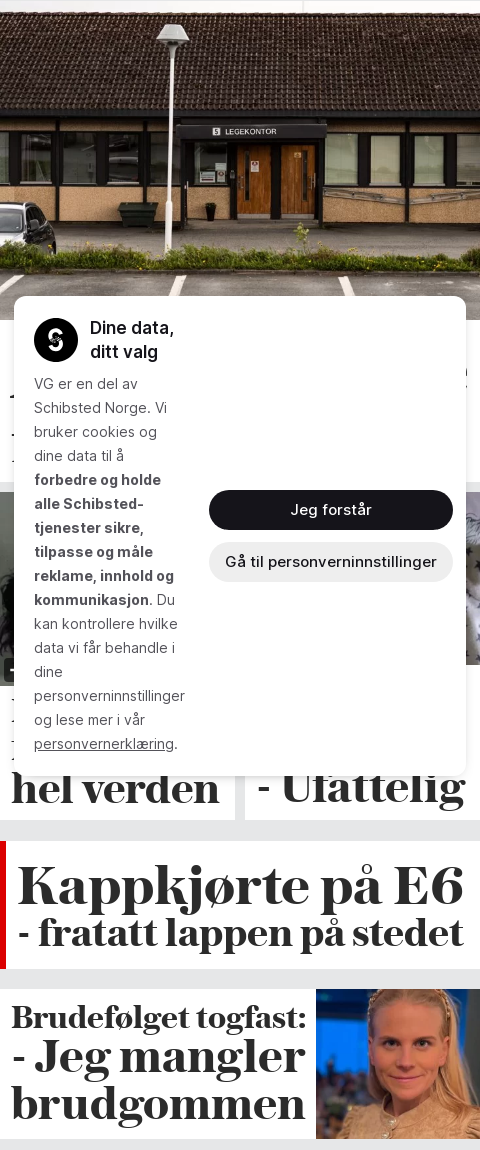 LEGEKONTOR
Dine data,
ditt valg
VG er en del av
Schibsted Norge. Vi
bruker cookies og
dine data til å
forbedre og holde
alle Schibsted-
tjenester sikre,
tilpasse og måle
reklame, innhold og
kommunikasjon. Du
kan kontrollere hvilke
data vi får behandle i
dine
personverninnstillinger
og lese mer i vår
personvernerklæring.
Jeg forstår
Gå til personverninnstillinger
hel verden
- Ufattelig
Kappkjørte på E6
- fratatt lappen på stedet
Brudefølget togfast:
- Jeg mangler
brudgommen